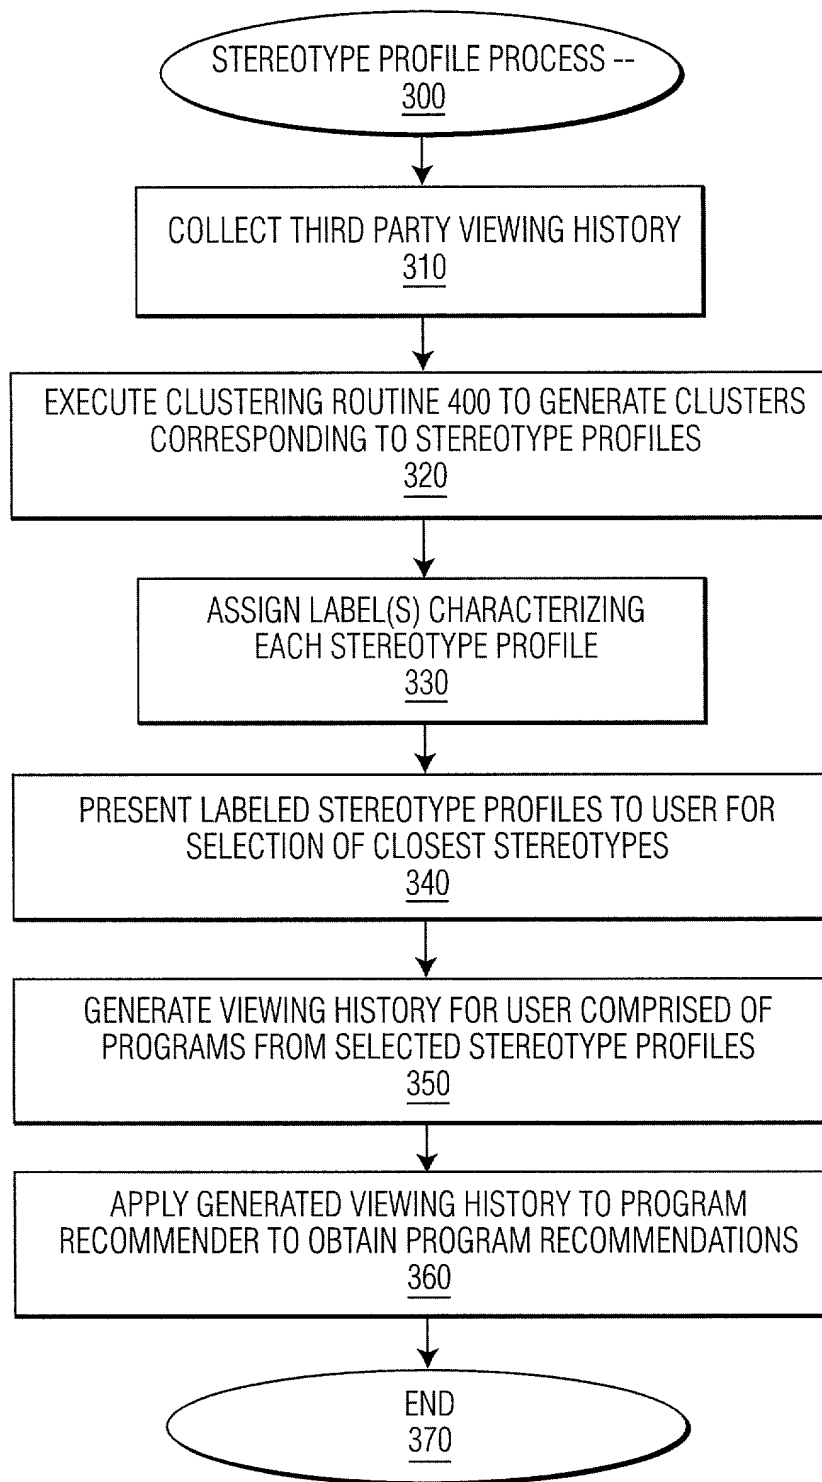 STEREOTYPE PROFILE PROCESS --
300
COLLECT THIRD PARTY VIEWING HISTORY
310
EXECUTE CLUSTERING ROUTINE 400 TO GENERATE CLUSTERS
CORRESPONDING TO STEREOTYPE PROFILES
320
ASSIGN LABEL(S) CHARACTERIZING
EACH STEREOTYPE PROFILE
330
PRESENT LABELED STEREOTYPE PROFILES TO USER FOR
SELECTION OF CLOSEST STEREOTYPES
340
GENERATE VIEWING HISTORY FOR USER COMPRISED OF
PROGRAMS FROM SELECTED STEREOTYPE PROFILES
350
APPLY GENERATED VIEWING HISTORY TO PROGRAM
RECOMMENDER TO OBTAIN PROGRAM RECOMMENDATIONS
360
END
370